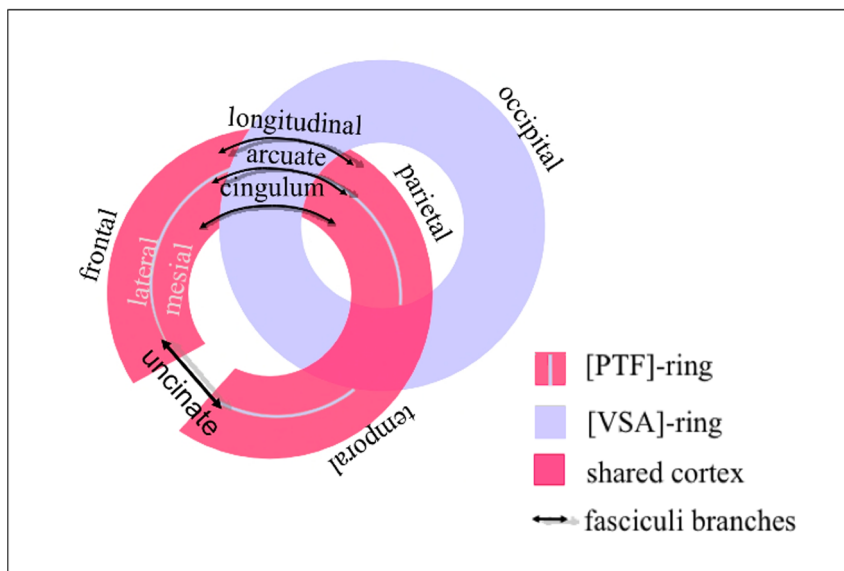 longitudinal
arcuate
cingulum
occipital
parietal
frontal
lateral
mesial
uncinate
temporal
[PTF]-ring
[VSA]-ring
shared cortex
fasciculi branches